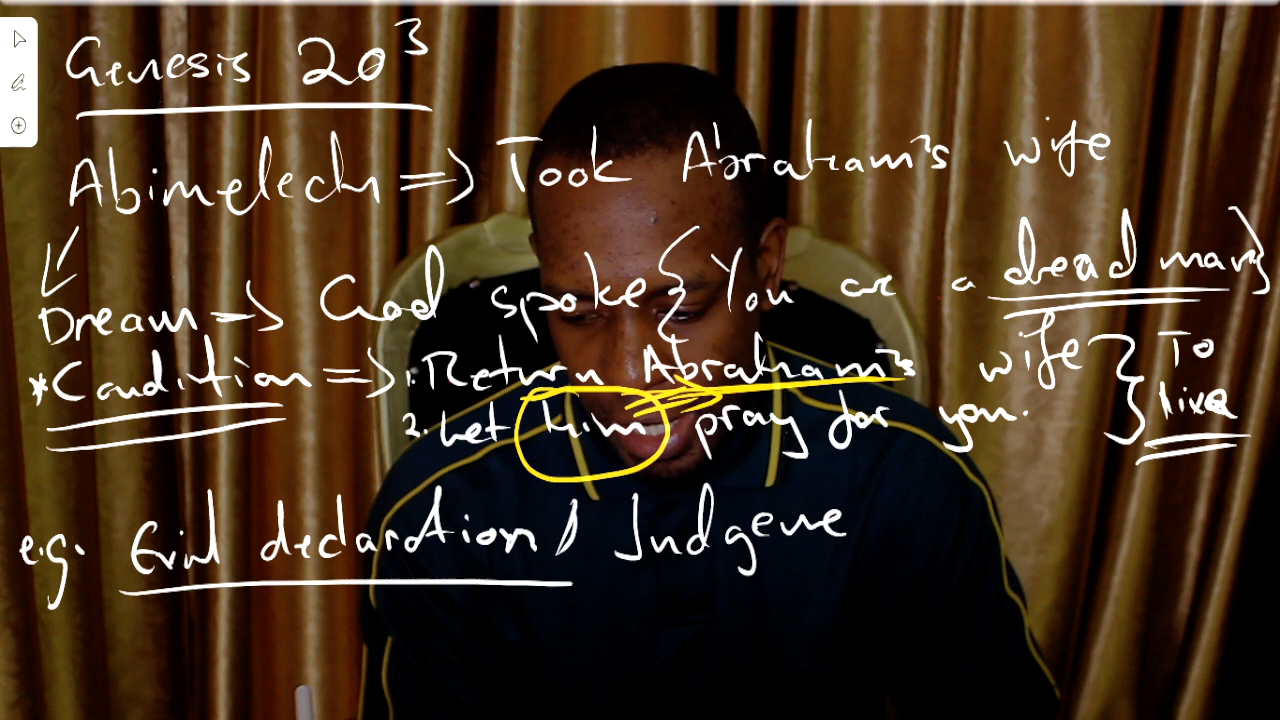 Genesis 20³
Abimelech => Took Abraham's wife
Dream => God spoke {You are a dead man}
*Condition => 1. Return Abraham's wife } To live
2. Let him pray for you.
e.g. Evil declaration / Judgeme